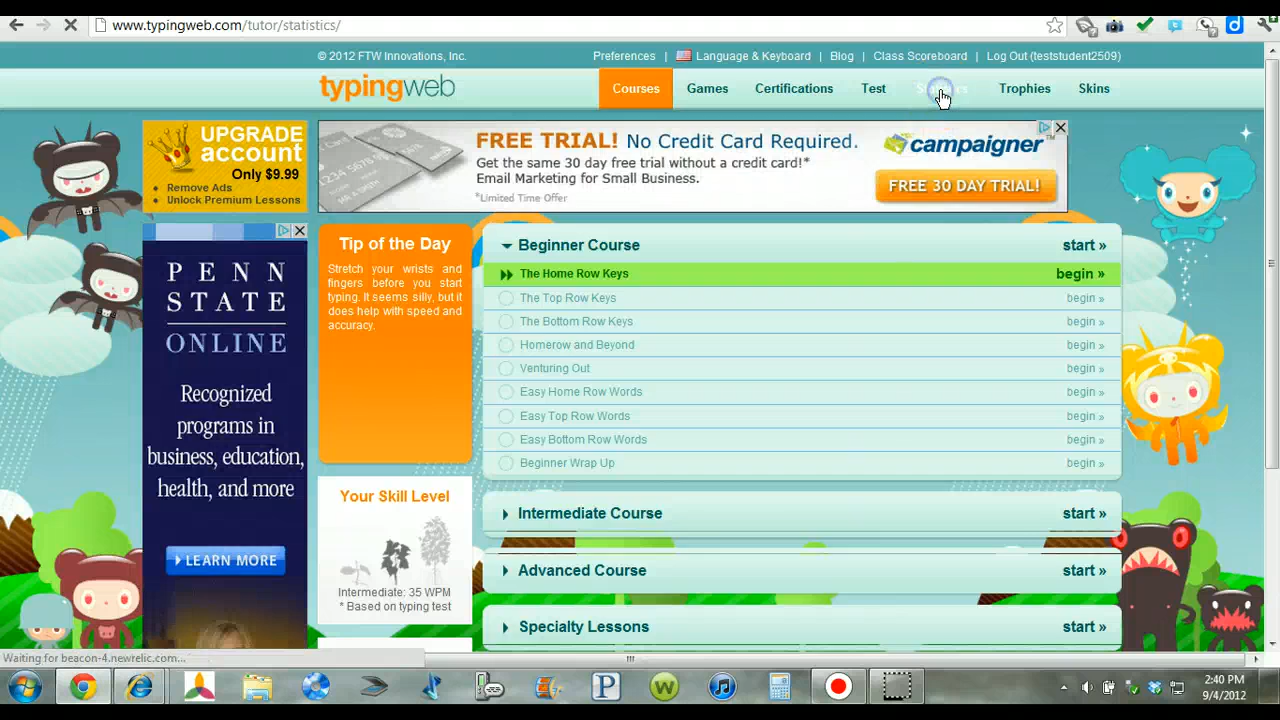 www.typingweb.com/tutor/statistics/
© 2012 FTW Innovations, Inc.
Preferences | Language & Keyboard | Blog | Class Scoreboard | Log Out (teststudent2509)
typingweb
Courses Games Certifications Test Trophies Skins
UPGRADE
account
Only $9.99
Remove Ads
Unlock Premium Lessons
FREE TRIAL! No Credit Card Required.
Get the same 30 day free trial without a credit card!*
Email Marketing for Small Business.
*Limited Time Offer
campaigner
FREE 30 DAY TRIAL!
PENN
STATE
ONLINE
Recognized
programs in
business, education,
health, and more
LEARN MORE
Tip of the Day
Stretch your wrists and
fingers before you start
typing. It seems silly, but it
does help with speed and
accuracy.
Your Skill Level
Intermediate: 35 WPM
* Based on typing test
Beginner Course start »
The Home Row Keys begin »
The Top Row Keys begin »
The Bottom Row Keys begin »
Homerow and Beyond begin »
Venturing Out begin »
Easy Home Row Words begin »
Easy Top Row Words begin »
Easy Bottom Row Words begin »
Beginner Wrap Up begin »
Intermediate Course start »
Advanced Course start »
Specialty Lessons start »
Waiting for beacon-4.newrelic.com...
2:40 PM
9/4/2012